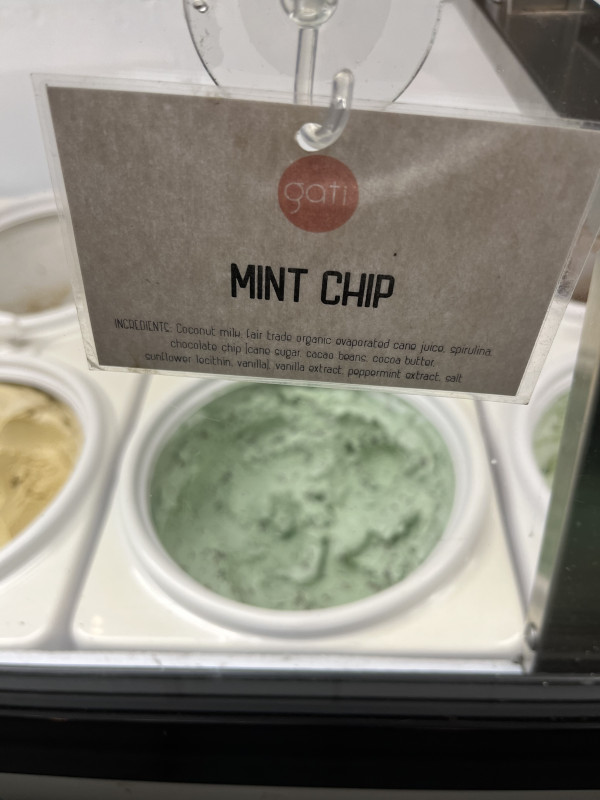 gati
MINT CHIP
INGREDIENTS: Coconut milk, fair trade organic evaporated cane juice, spirulina,
chocolate chip [cane sugar, cacao beans, cocoa butter,
sunflower lecithin, vanilla], vanilla extract, peppermint extract, salt